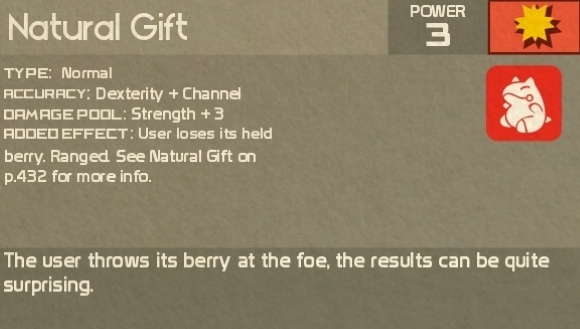 Natural Gift
POWER
3
TYPE: Normal
ACCURACY: Dexterity + Channel
DAMAGE POOL: Strength + 3
ADDED EFFECT: User loses its held
berry. Ranged. See Natural Gift on
p.432 for more info.
The user throws its berry at the foe, the results can be quite
surprising.